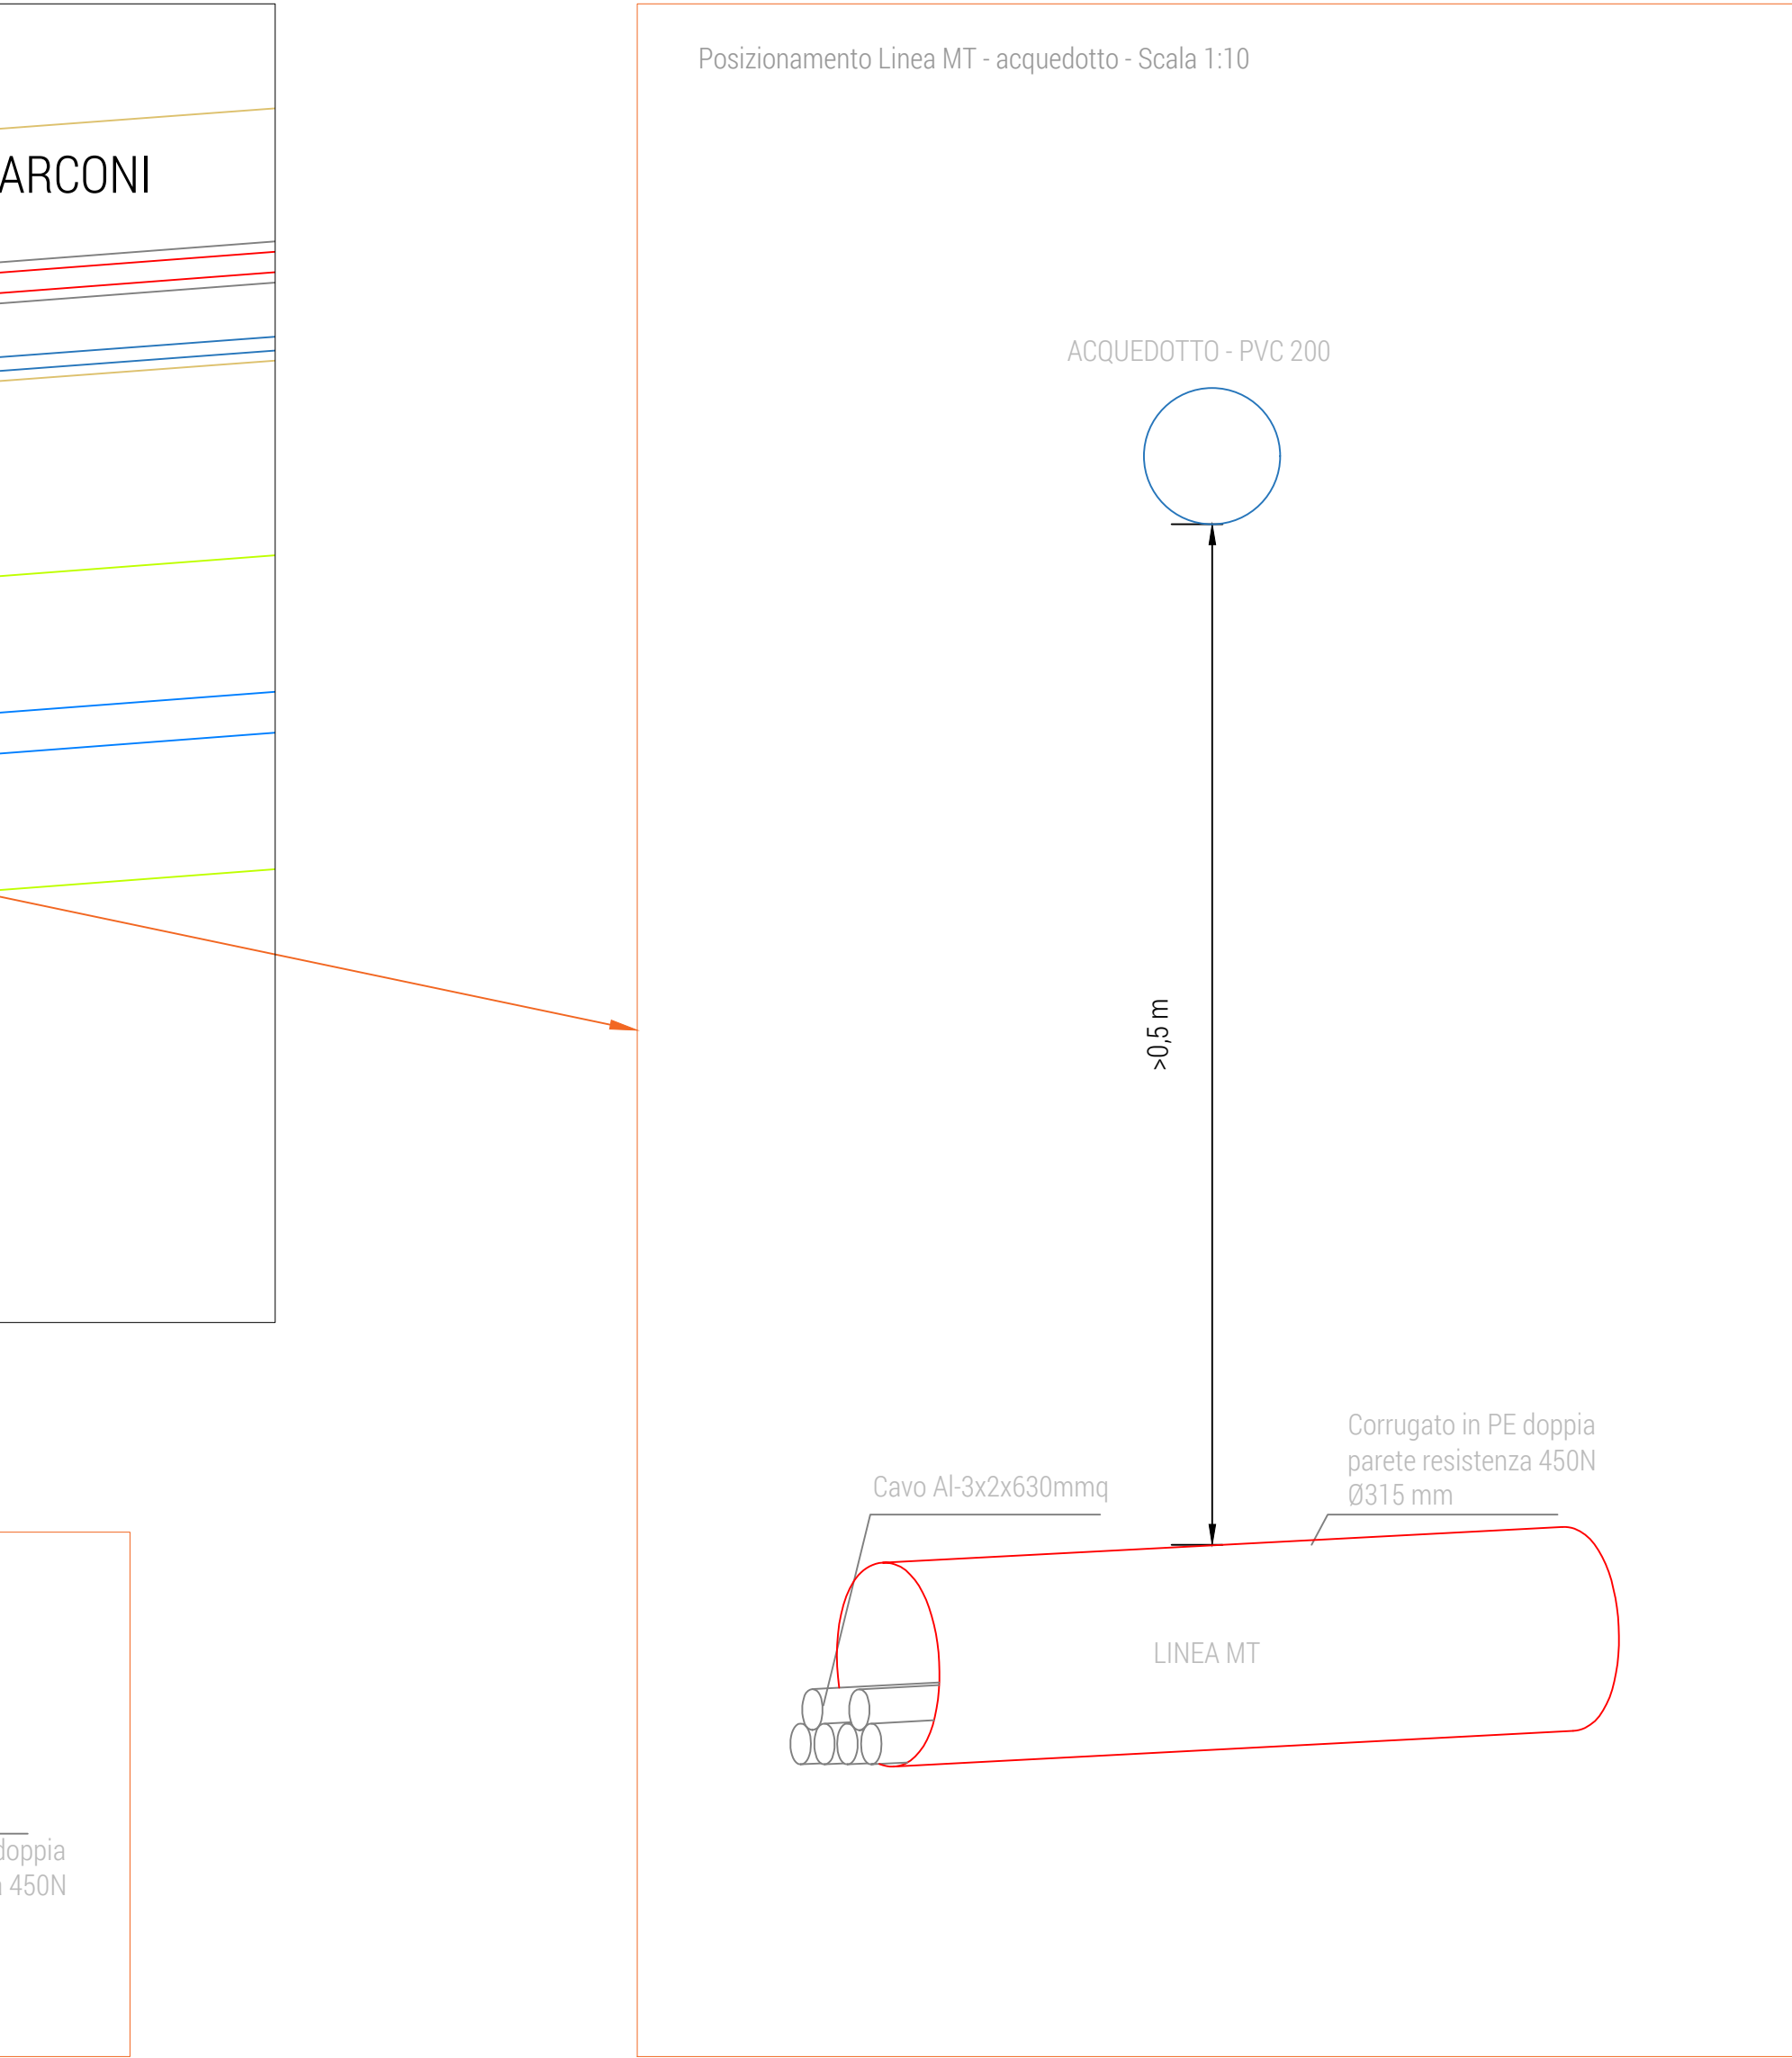 ARCONI
Posizionamento Linea MT - acquedotto - Scala 1:10
ACQUEDOTTO - PVC 200
>0,5 m
Corrugato in PE doppia
parete resistenza 450N
Ø315 mm
Cavo Al-3x2x630mmq
LINEA MT
doppia
450N